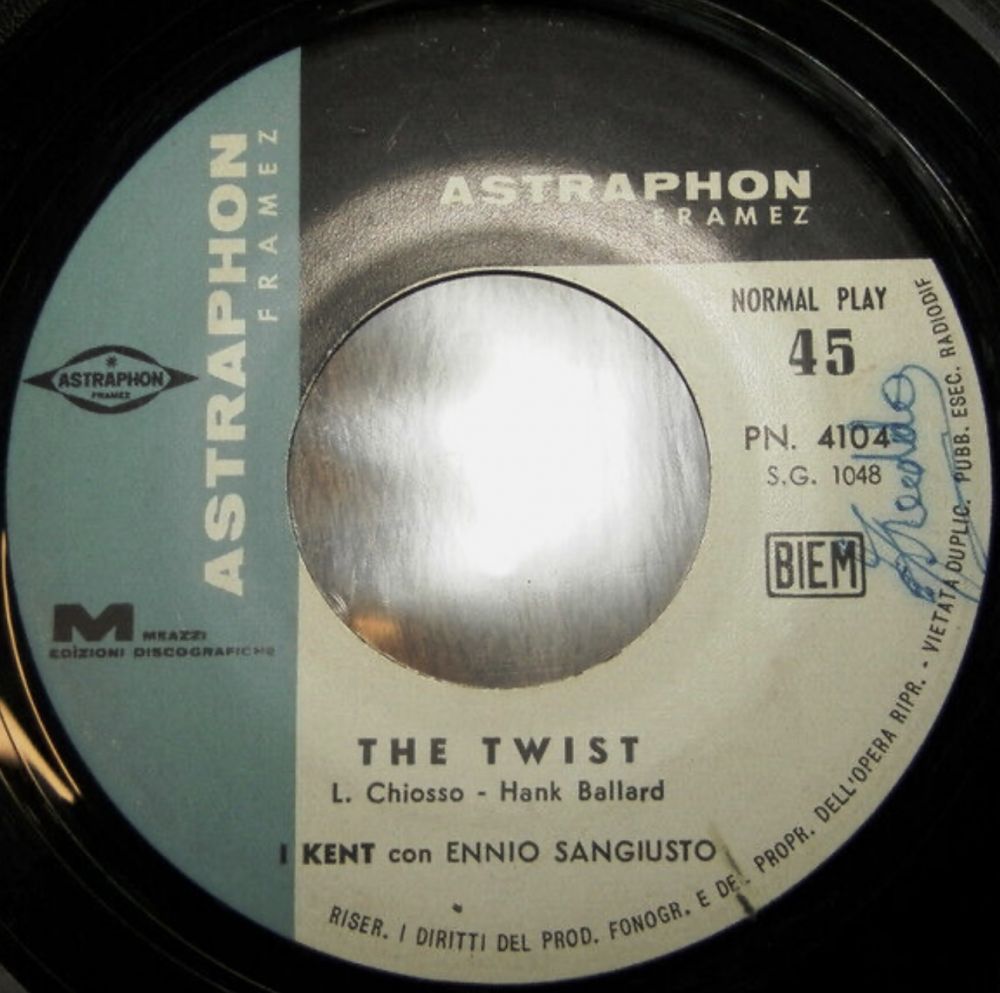 ASTRAPHON
FRAMEZ
ASTRAPHON
FRAMEZ
NORMAL PLAY
45
PN. 4104
S.G. 1048
BIEM
ASTRAPHON
FRAMEZ
M MEAZZI
EDIZIONI DISCOGRAFICHE
THE TWIST
L. Chiosso - Hank Ballard
I KENT con ENNIO SANGIUSTO
RISER. I DIRITTI DEL PROD. FONOGR. E DEL PROPR. DELL'OPERA RIPR. - VIETATA DUPLIC. PUBB. ESEC. RADIODIF